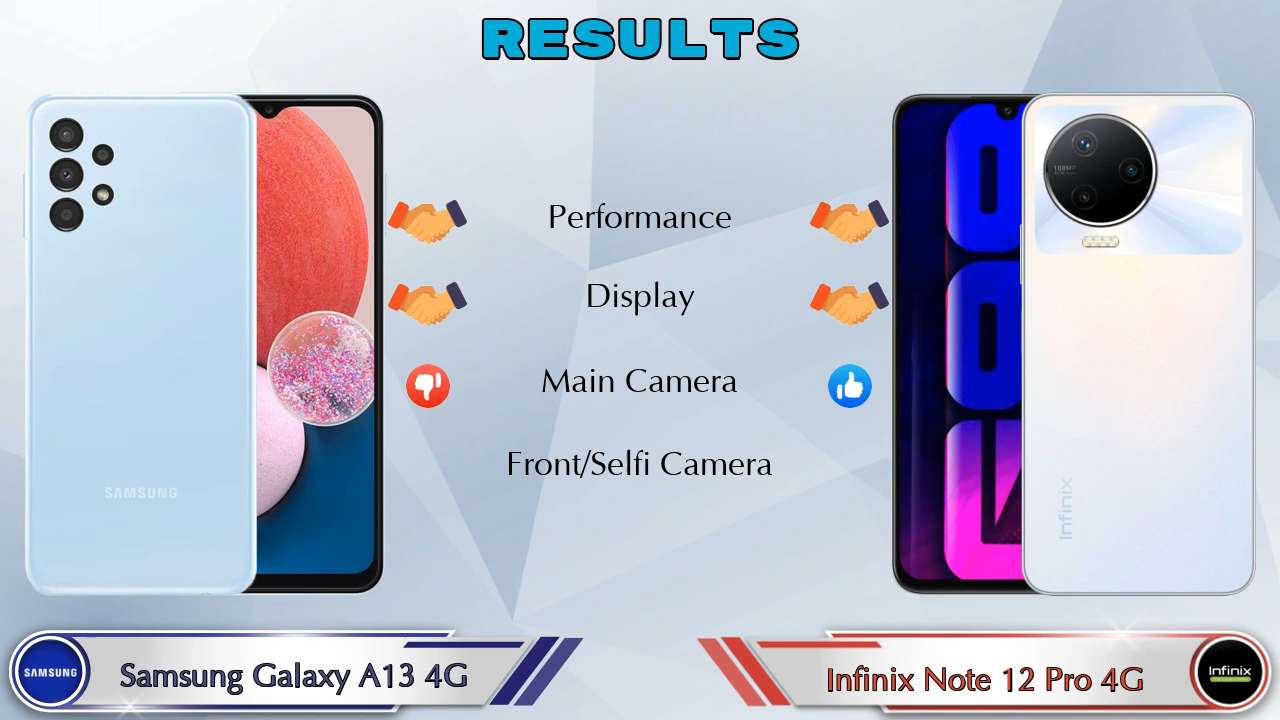 RESULTS
Performance
Display
Main Camera
Front/Selfi Camera
SAMSUNG
108MP
Infinix
SAMSUNG
Samsung Galaxy A13 4G
Infinix Note 12 Pro 4G
Infinix